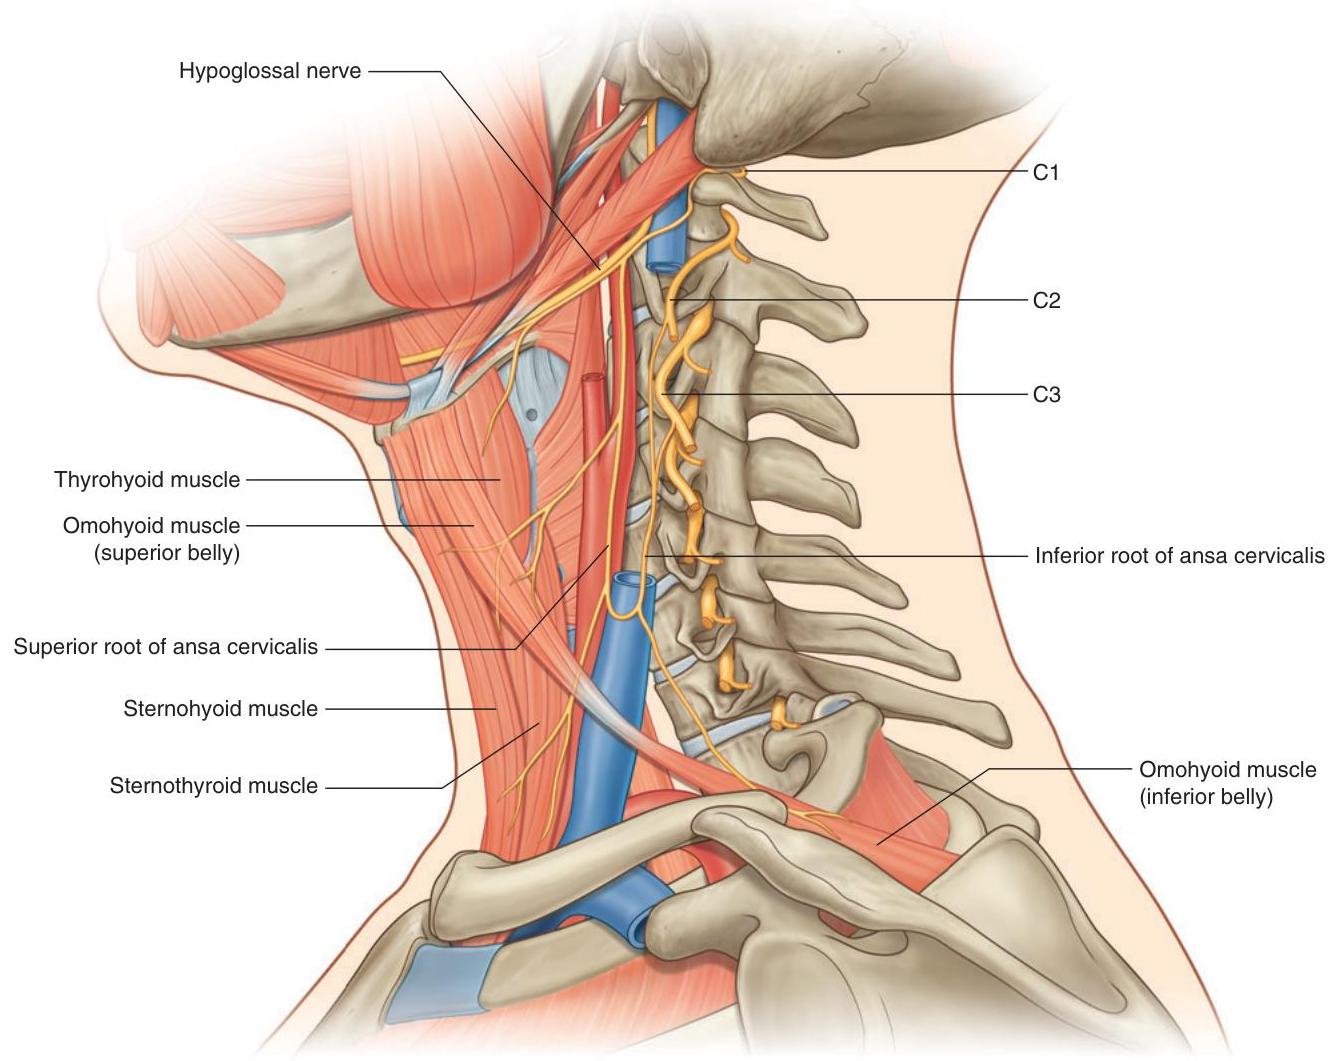 Hypoglossal nerve
C1
C2
C3
Thyrohyoid muscle
Omohyoid muscle
(superior belly)
Inferior root of ansa cervicalis
Superior root of ansa cervicalis
Sternohyoid muscle
Sternothyroid muscle
Omohyoid muscle
(inferior belly)